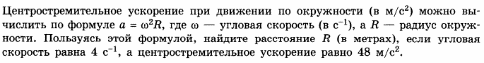 Центростремительное ускорение при движении по окружности (в м/с²) можно вы-
числить по формуле a = ω²R, где ω — угловая скорость (в с⁻¹), а R — радиус окруж-
ности. Пользуясь этой формулой, найдите расстояние R (в метрах), если угловая
скорость равна 4 с⁻¹, а центростремительное ускорение равно 48 м/с².